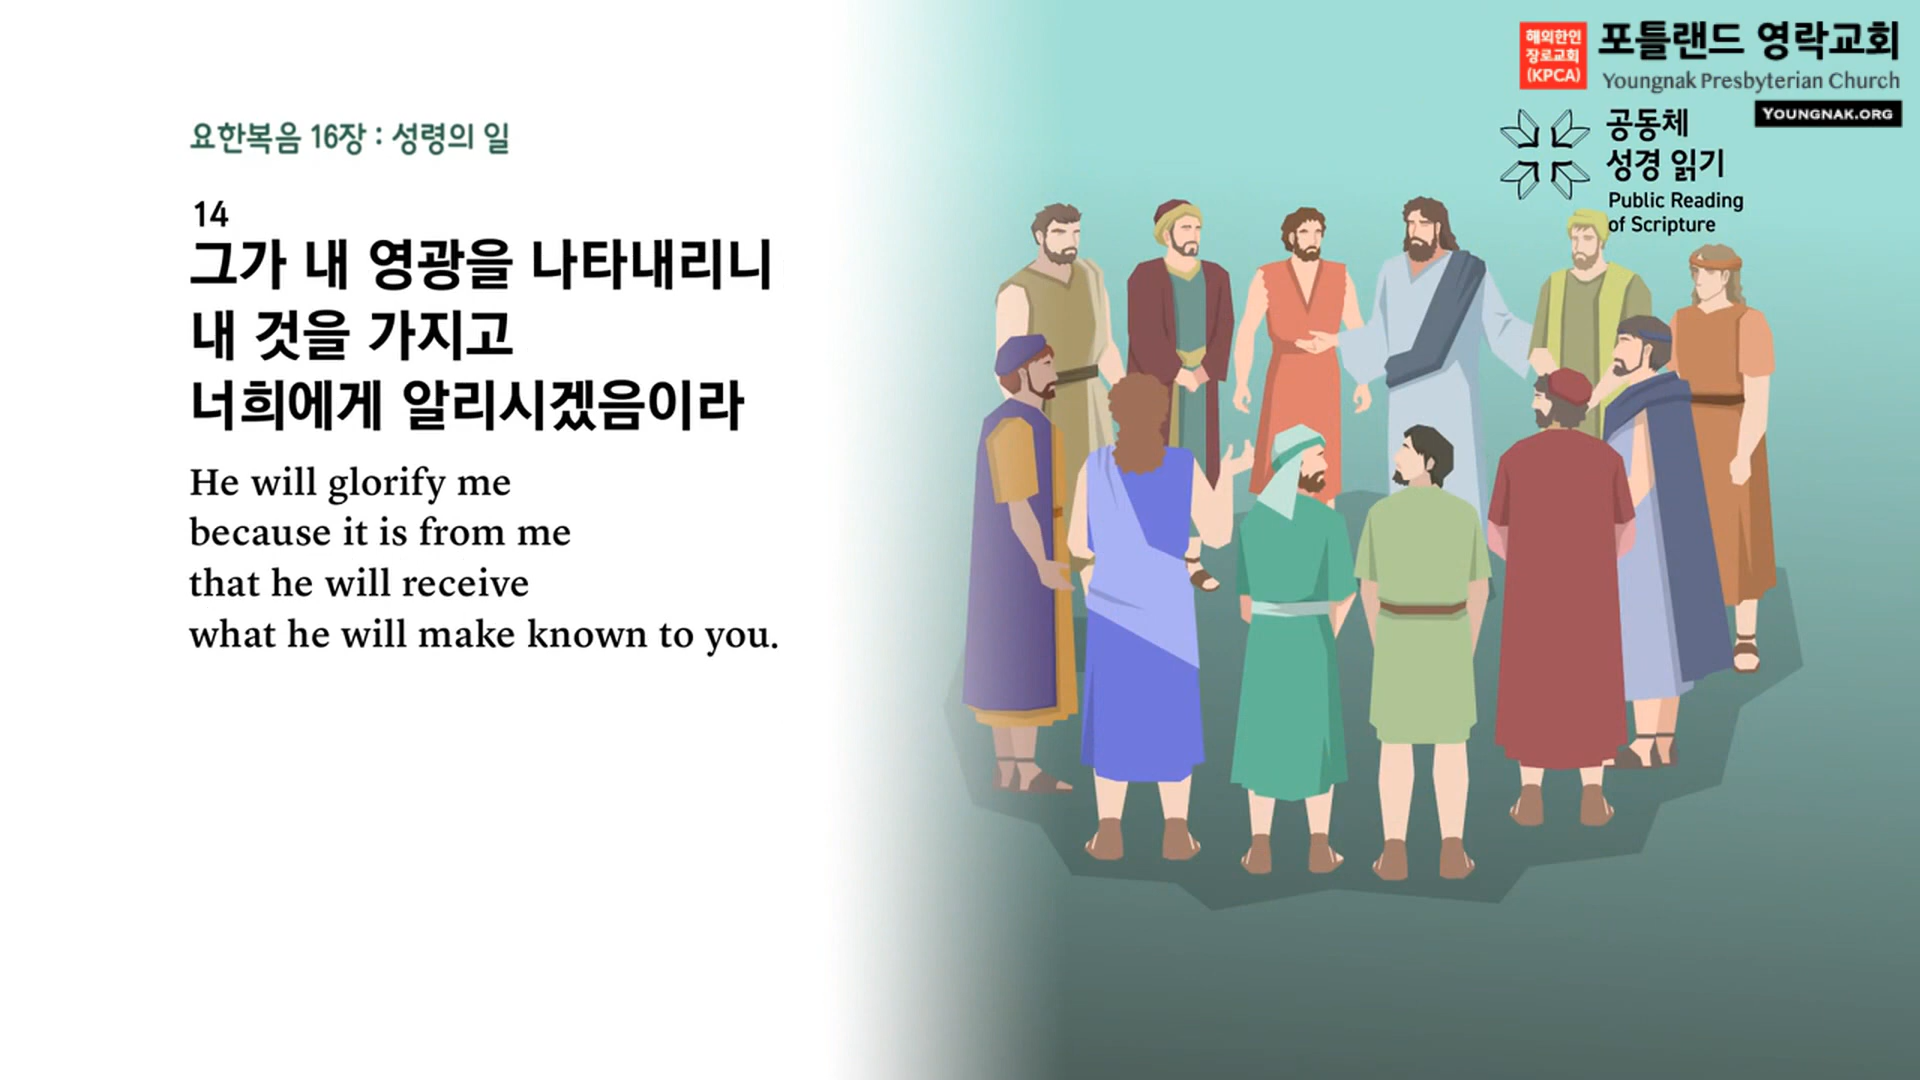 요한복음 16장 : 성령의 일
14
그가 내 영광을 나타내리니
내 것을 가지고
너희에게 알리시겠음이라
He will glorify me
because it is from me
that he will receive
what he will make known to you.
해외한인
장로교회
(KPCA)
포틀랜드 영락교회
Youngnak Presbyterian Church
YOUNGNAK.ORG
공동체
성경 읽기
Public Reading
of Scripture